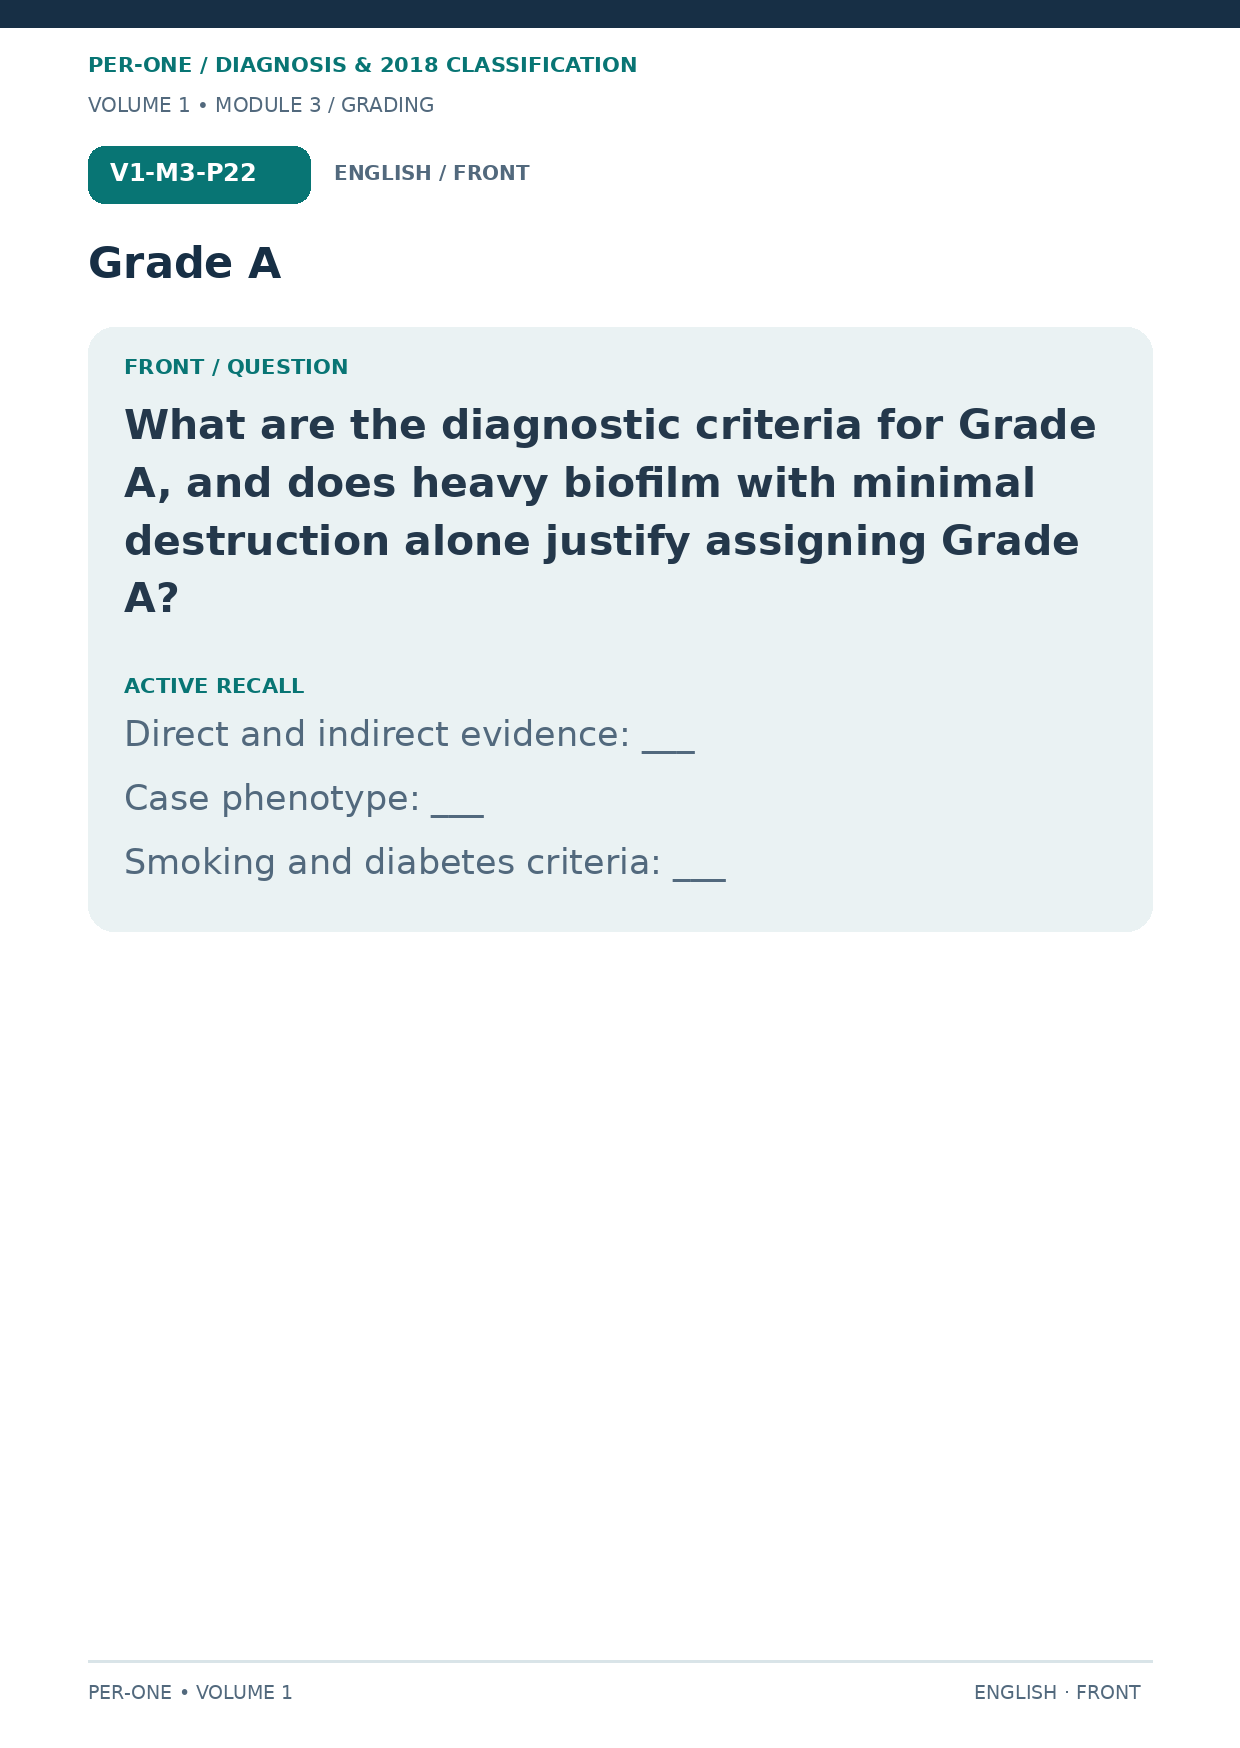 PER-ONE / DIAGNOSIS & 2018 CLASSIFICATION
VOLUME 1 • MODULE 3 / GRADING
V1-M3-P22
ENGLISH / FRONT
Grade A
FRONT / QUESTION
What are the diagnostic criteria for Grade
A, and does heavy biofilm with minimal
destruction alone justify assigning Grade
A?
ACTIVE RECALL
Direct and indirect evidence: ___
Case phenotype: ___
Smoking and diabetes criteria: ___
PER-ONE • VOLUME 1
ENGLISH · FRONT